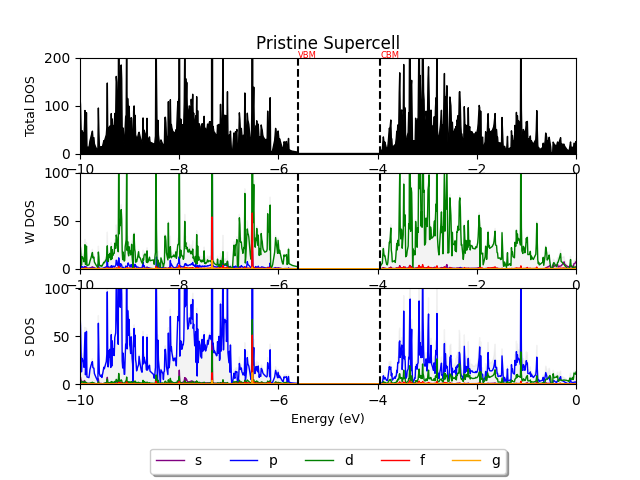 Pristine Supercell
VBM CBM
Total DOS
200
100
0
−10 −8 −6 −4 −2 0
W DOS
100
50
0
−10 −8 −6 −4 −2 0
S DOS
100
50
0
−10 −8 −6 −4 −2 0
Energy (eV)
s p d f g